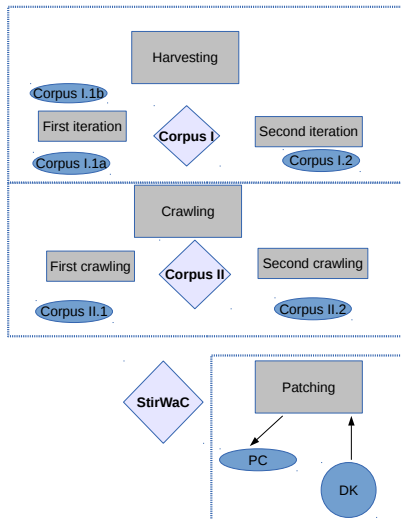 Harvesting
Corpus I.1b
First iteration
Corpus I
Second iteration
Corpus I.1a
Corpus I.2
Crawling
First crawling
Corpus II
Second crawling
Corpus II.1
Corpus II.2
StirWaC
Patching
PC
DK